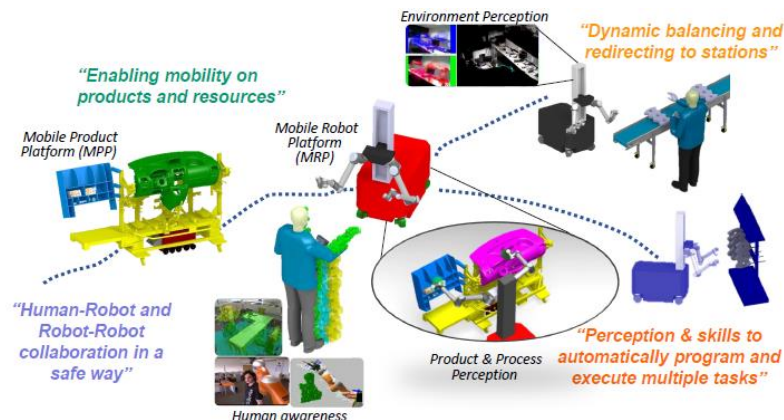 Environment Perception
“Dynamic balancing and
redirecting to stations”
“Enabling mobility on
products and resources”
Mobile Product
Platform (MPP)
Mobile Robot
Platform
(MRP)
“Human-Robot and
Robot-Robot
collaboration in a
safe way”
Product & Process
Perception
“Perception & skills to
automatically program and
execute multiple tasks”
Human awareness